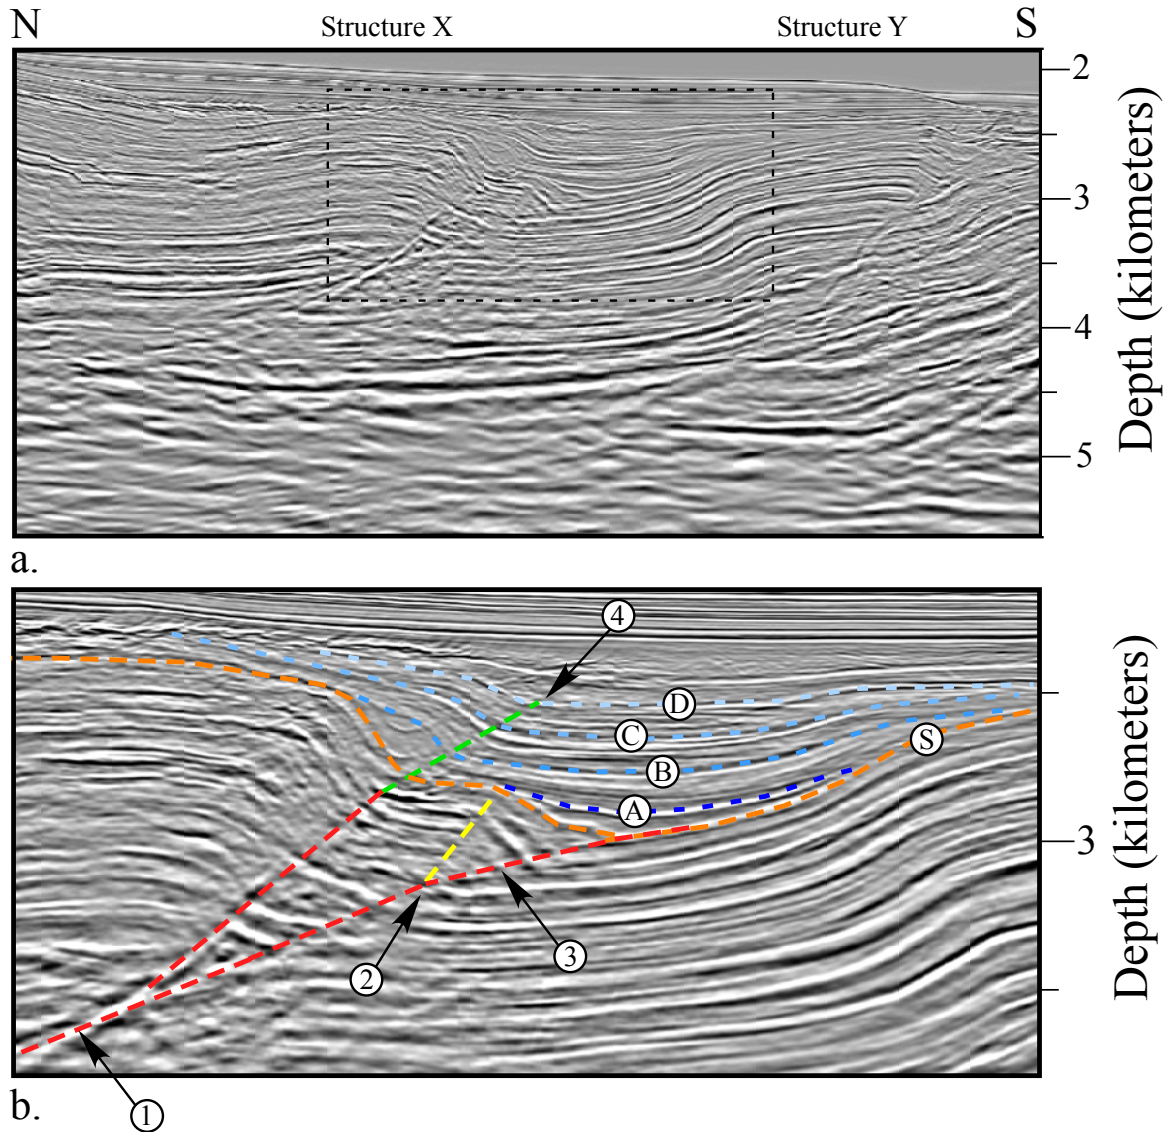 N Structure X Structure Y S
2
3
4
5
Depth (kilometers)
a.
4
D
C
S
B
A
3
Depth (kilometers)
2
3
1
b.